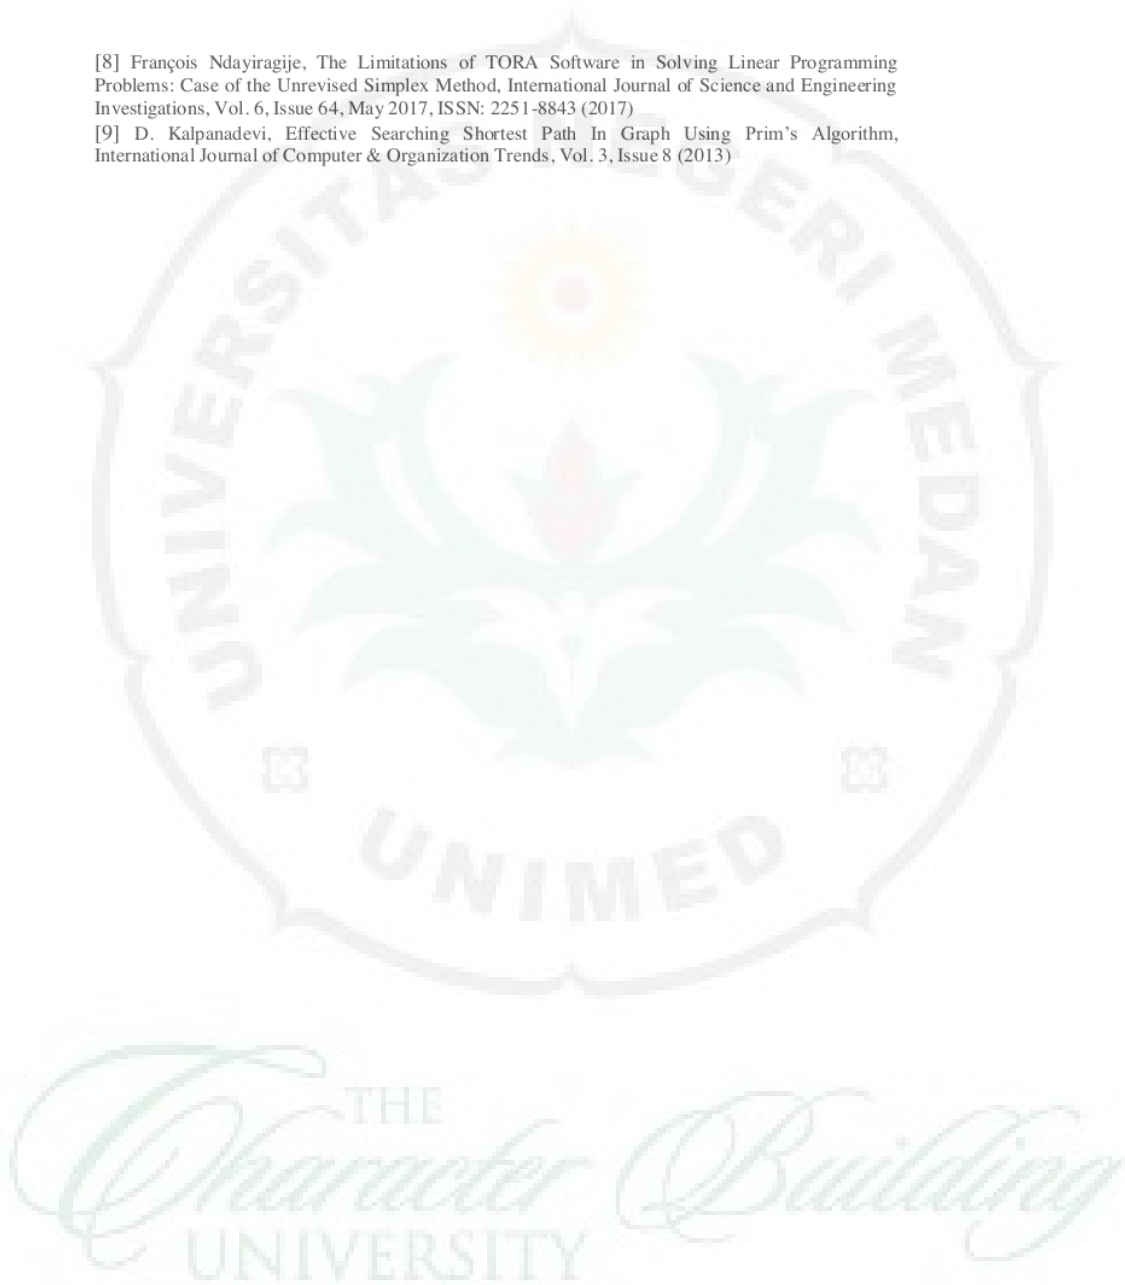 [8] François Ndayiragije, The Limitations of TORA Software in Solving Linear Programming
Problems: Case of the Unrevised Simplex Method, International Journal of Science and Engineering
Investigations, Vol. 6, Issue 64, May 2017, ISSN: 2251-8843 (2017)
[9] D. Kalpanadevi, Effective Searching Shortest Path In Graph Using Prim's Algorithm,
International Journal of Computer & Organization Trends, Vol. 3, Issue 8 (2013)
UNIVERSITAS NEGERI MEDAN
UNIMED
THE
Character Building
UNIVERSITY